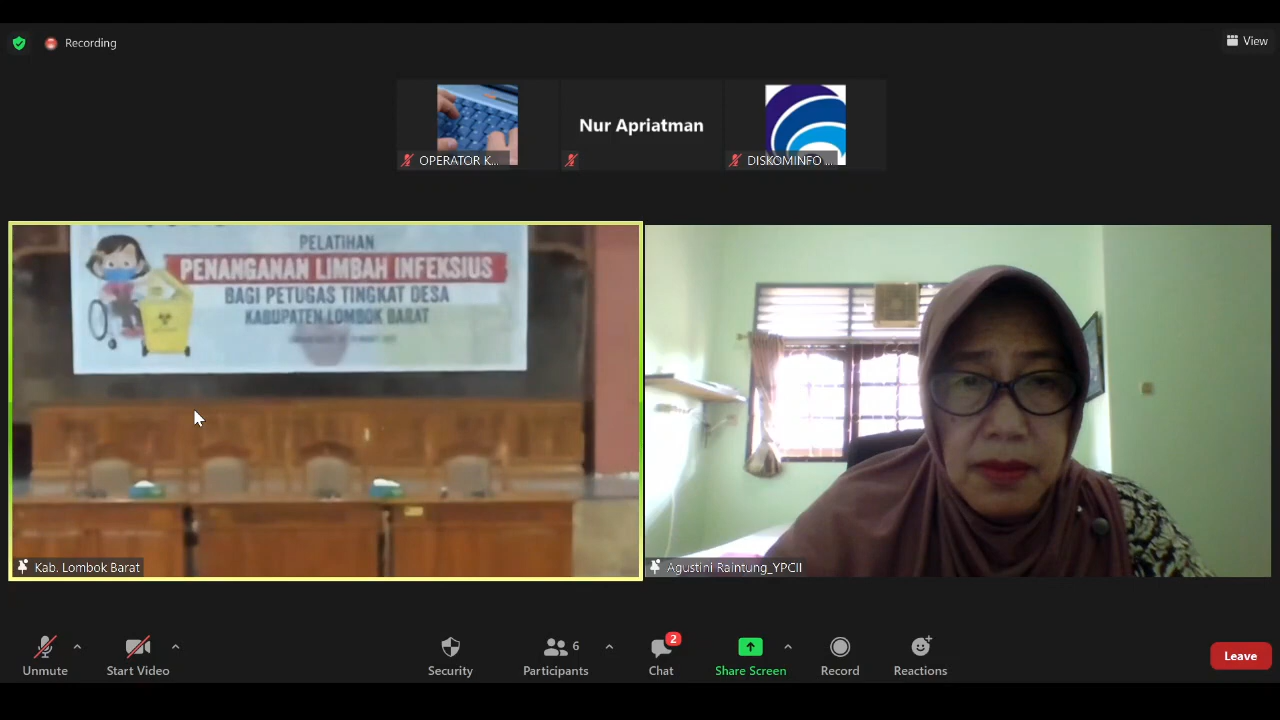 Recording
View
OPERATOR K...
Nur Apriatman
DISKOMINFO ...
PELATIHAN
PENANGANAN LIMBAH INFEKSIUS
BAGI PETUGAS TINGKAT DESA
KABUPATEN LOMBOK BARAT
Kab. Lombok Barat
Agustini Raintung_YPCII
Unmute
Start Video
Security
6
Participants
2
Chat
Share Screen
Record
Reactions
Leave